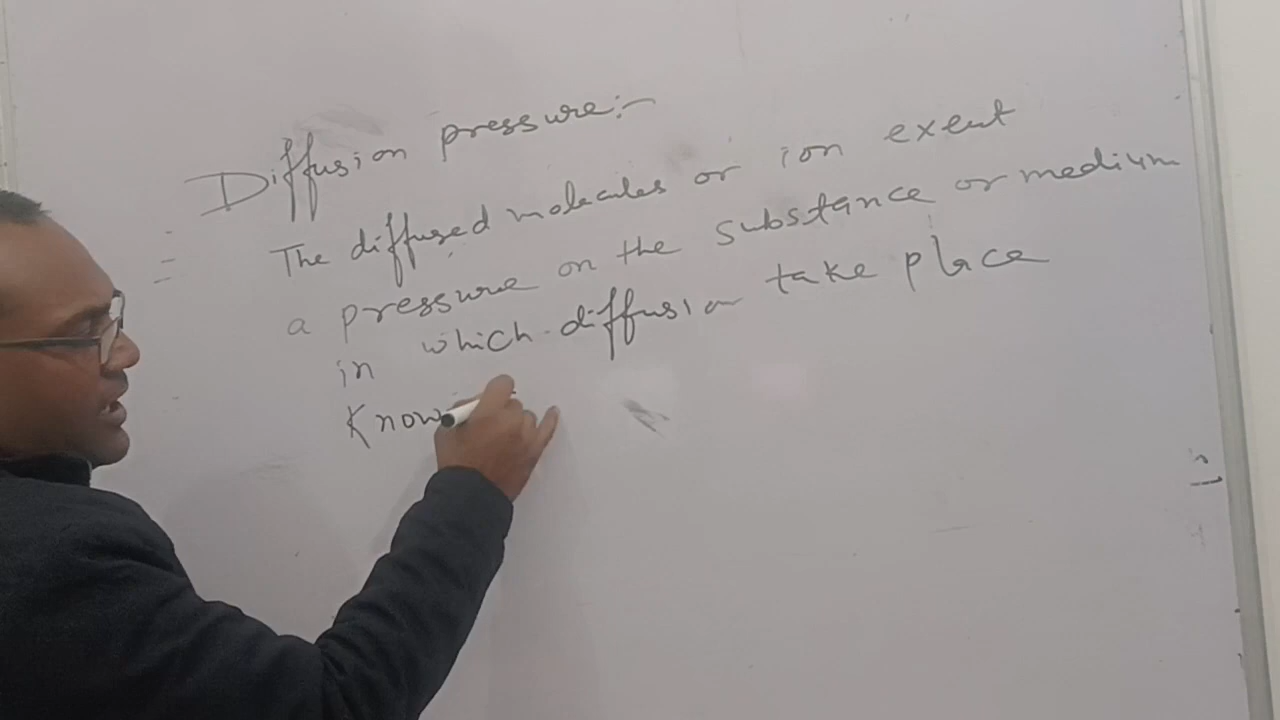 Diffusion pressure:-
The diffused molecules or ion exeut
a pressure on the substance or medium
in which diffusion take place
Know